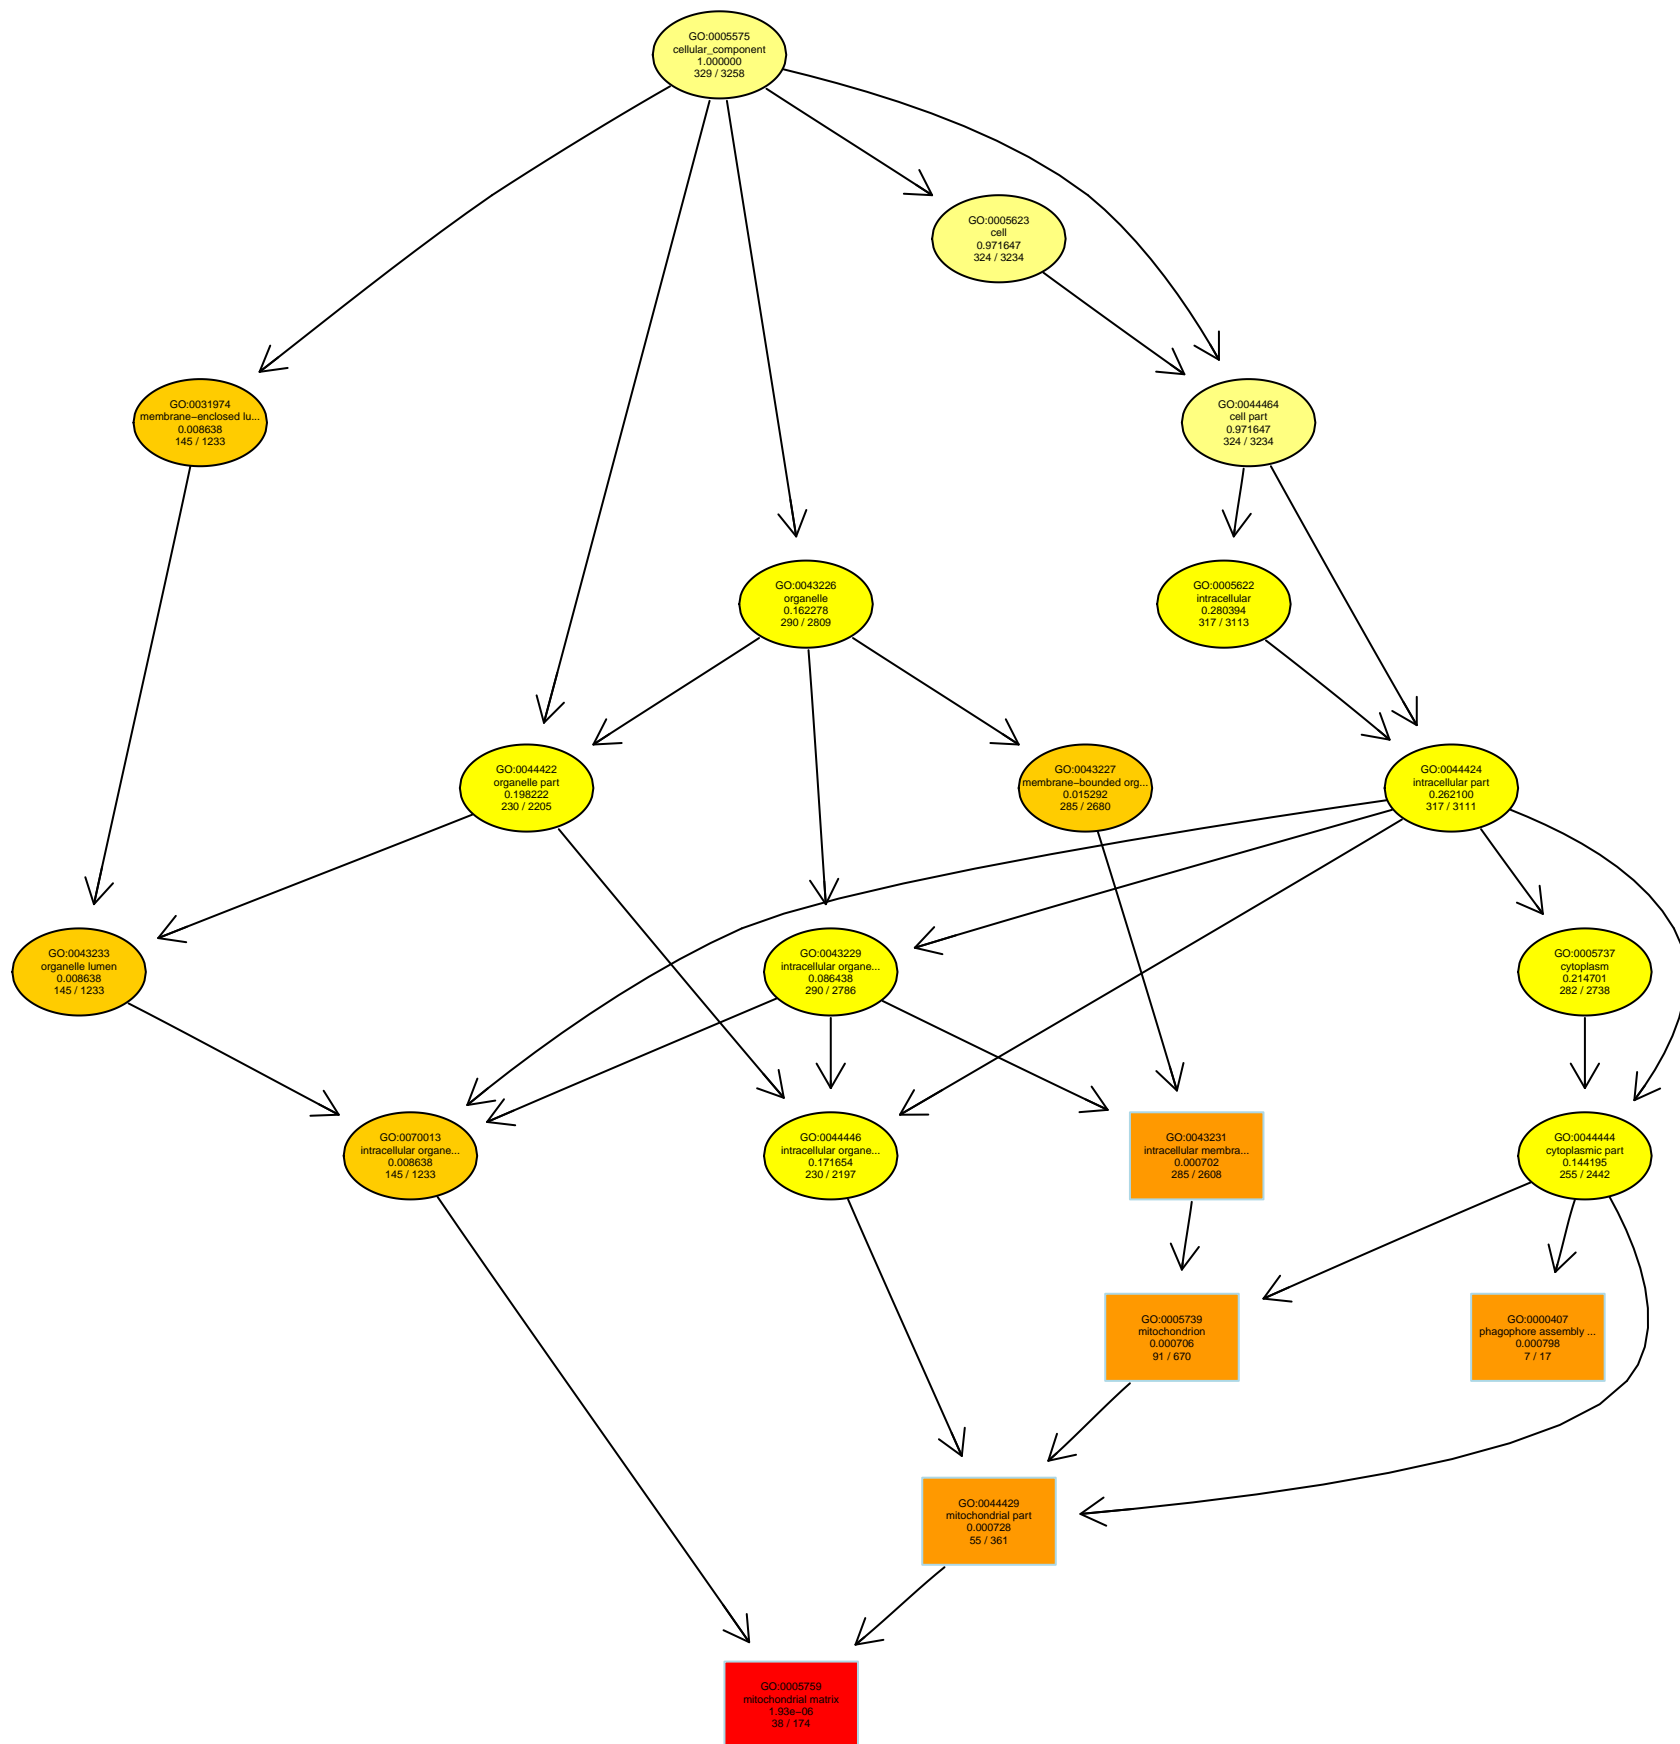 GO:0005575
cellular_component
1.000000
329 / 3258
GO:0005623
cell
0.971647
324 / 3234
GO:0031974
membrane−enclosed lu...
0.008638
145 / 1233
GO:0044464
cell part
0.971647
324 / 3234
GO:0043226
organelle
0.162278
290 / 2809
GO:0005622
intracellular
0.280394
317 / 3113
GO:0044422
organelle part
0.198222
230 / 2205
GO:0043227
membrane−bounded org...
0.015292
285 / 2680
GO:0044424
intracellular part
0.262100
317 / 3111
GO:0043233
organelle lumen
0.008638
145 / 1233
GO:0043229
intracellular organe...
0.086438
290 / 2786
GO:0005737
cytoplasm
0.214701
282 / 2738
GO:0070013
intracellular organe...
0.008638
145 / 1233
GO:0044446
intracellular organe...
0.171654
230 / 2197
GO:0043231
intracellular membra...
0.000702
285 / 2608
GO:0044444
cytoplasmic part
0.144195
255 / 2442
GO:0005739
mitochondrion
0.000706
91 / 670
GO:0000407
phagophore assembly ...
0.000798
7 / 17
GO:0044429
mitochondrial part
0.000728
55 / 361
GO:0005759
mitochondrial matrix
1.93e−06
38 / 174